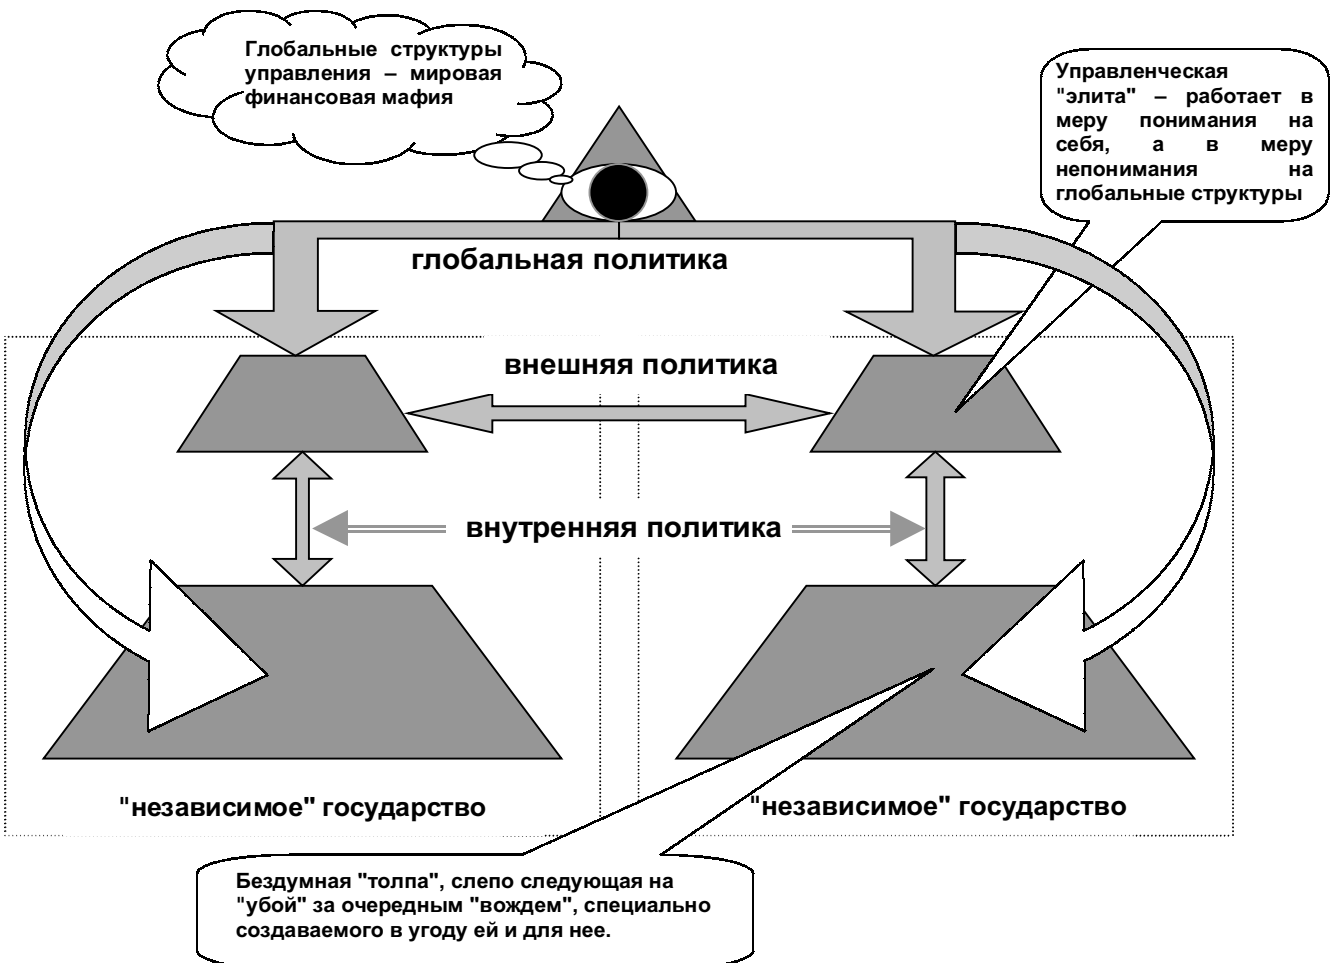 Глобальные структуры
управления – мировая
финансовая мафия
Управленческая
"элита" – работает в
меру понимания на
себя, а в меру
непонимания на
глобальные структуры
глобальная политика
внешняя политика
внутренняя политика
"независимое" государство
"независимое" государство
Бездумная "толпа", слепо следующая на
"убой" за очередным "вождем", специально
создаваемого в угоду ей и для нее.